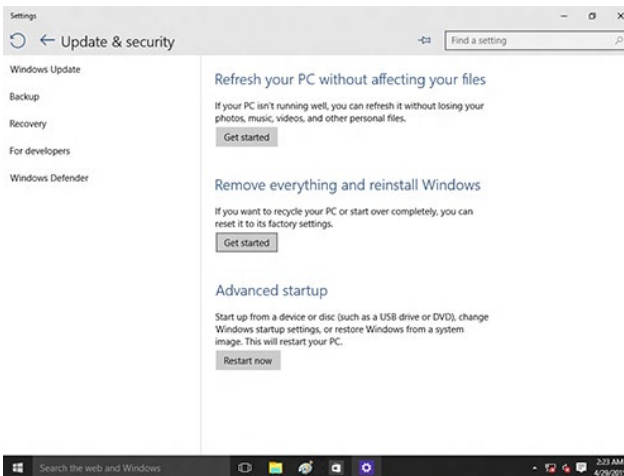 Settings
Update & security
Find a setting
Windows Update
Backup
Recovery
For developers
Windows Defender
Refresh your PC without affecting your files
If your PC isn't running well, you can refresh it without losing your
photos, music, videos, and other personal files.
Get started
Remove everything and reinstall Windows
If you want to recycle your PC or start over completely, you can
reset it to its factory settings.
Get started
Advanced startup
Start up from a device or disc (such as a USB drive or DVD), change
Windows startup settings, or restore Windows from a system
image. This will restart your PC.
Restart now
Search the web and Windows
2:23 AM